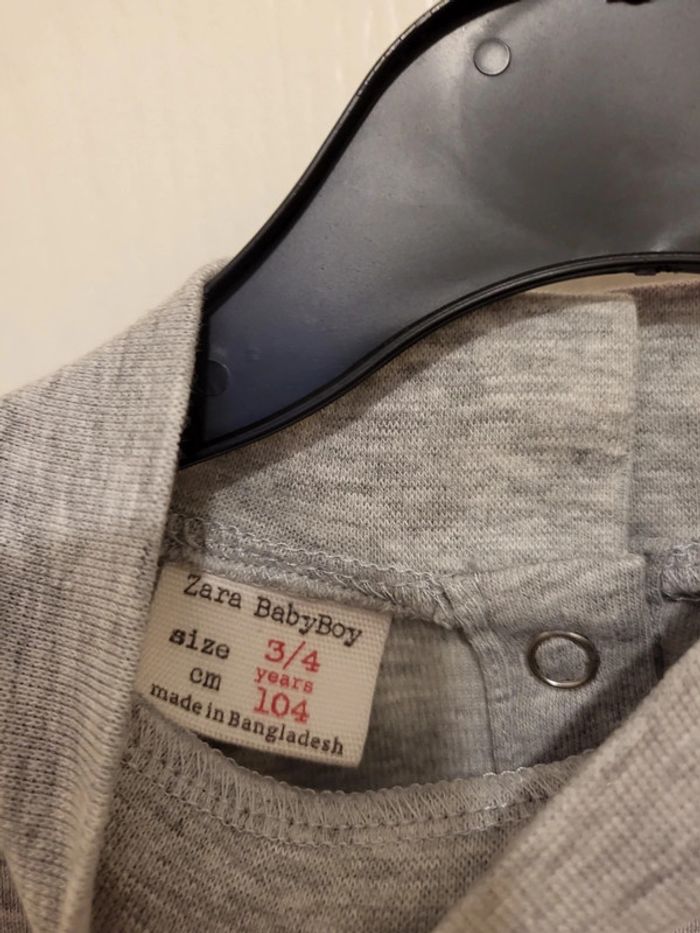 Zara BabyBoy
size 3/4
years
cm 104
made in Bangladesh